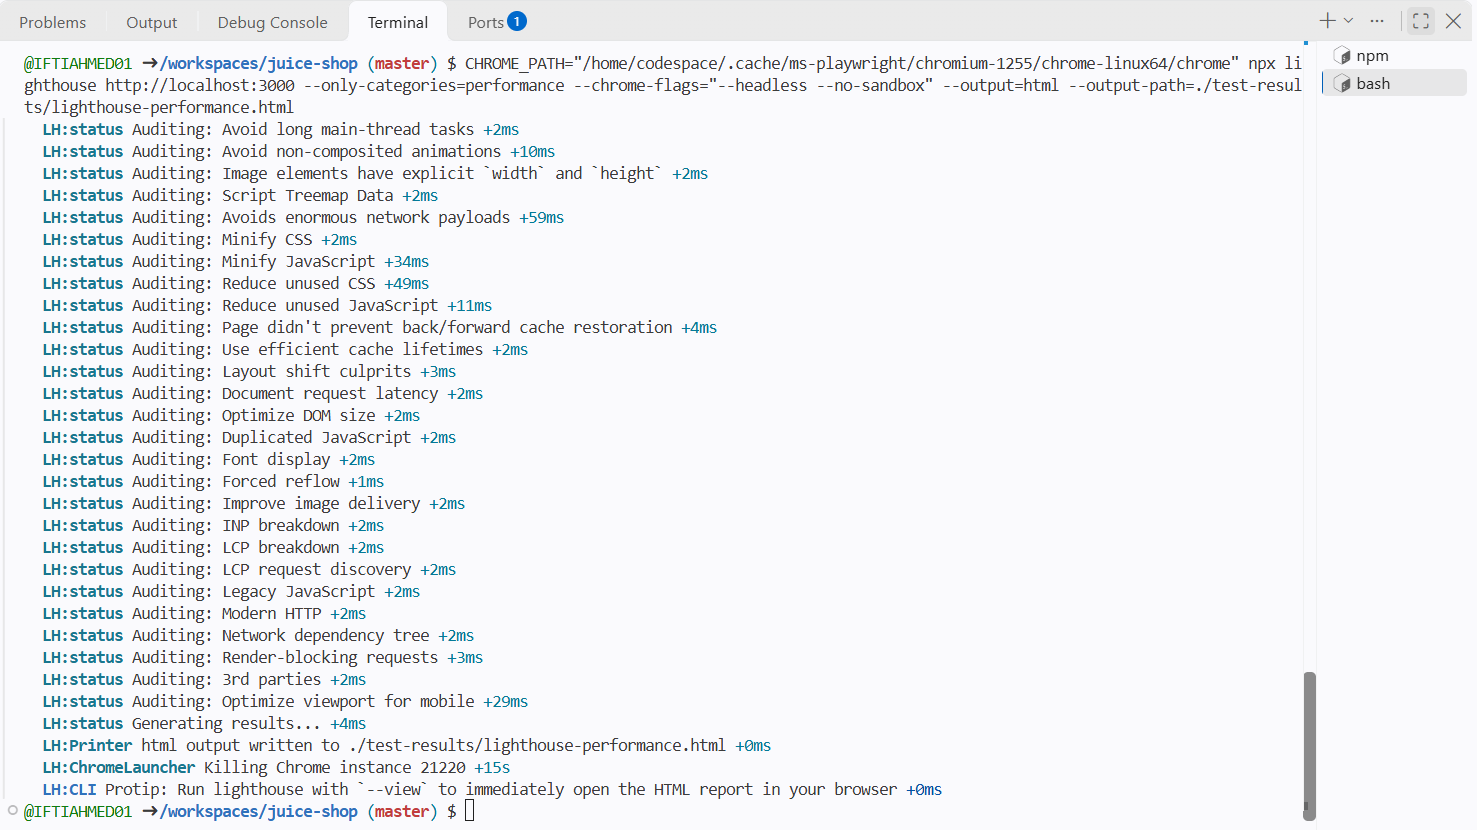 Problems Output Debug Console Terminal Ports 1
npm
bash
@IFTIAHMED01 ➜/workspaces/juice-shop (master) $ CHROME_PATH="/home/codespace/.cache/ms-playwright/chromium-1255/chrome-linux64/chrome" npx li
ghthouse http://localhost:3000 --only-categories=performance --chrome-flags="--headless --no-sandbox" --output=html --output-path=./test-resul
ts/lighthouse-performance.html
LH:status Auditing: Avoid long main-thread tasks +2ms
LH:status Auditing: Avoid non-composited animations +10ms
LH:status Auditing: Image elements have explicit `width` and `height` +2ms
LH:status Auditing: Script Treemap Data +2ms
LH:status Auditing: Avoids enormous network payloads +59ms
LH:status Auditing: Minify CSS +2ms
LH:status Auditing: Minify JavaScript +34ms
LH:status Auditing: Reduce unused CSS +49ms
LH:status Auditing: Reduce unused JavaScript +11ms
LH:status Auditing: Page didn't prevent back/forward cache restoration +4ms
LH:status Auditing: Use efficient cache lifetimes +2ms
LH:status Auditing: Layout shift culprits +3ms
LH:status Auditing: Document request latency +2ms
LH:status Auditing: Optimize DOM size +2ms
LH:status Auditing: Duplicated JavaScript +2ms
LH:status Auditing: Font display +2ms
LH:status Auditing: Forced reflow +1ms
LH:status Auditing: Improve image delivery +2ms
LH:status Auditing: INP breakdown +2ms
LH:status Auditing: LCP breakdown +2ms
LH:status Auditing: LCP request discovery +2ms
LH:status Auditing: Legacy JavaScript +2ms
LH:status Auditing: Modern HTTP +2ms
LH:status Auditing: Network dependency tree +2ms
LH:status Auditing: Render-blocking requests +3ms
LH:status Auditing: 3rd parties +2ms
LH:status Auditing: Optimize viewport for mobile +29ms
LH:status Generating results... +4ms
LH:Printer html output written to ./test-results/lighthouse-performance.html +0ms
LH:ChromeLauncher Killing Chrome instance 21220 +15s
LH:CLI Protip: Run lighthouse with `--view` to immediately open the HTML report in your browser +0ms
@IFTIAHMED01 ➜/workspaces/juice-shop (master) $